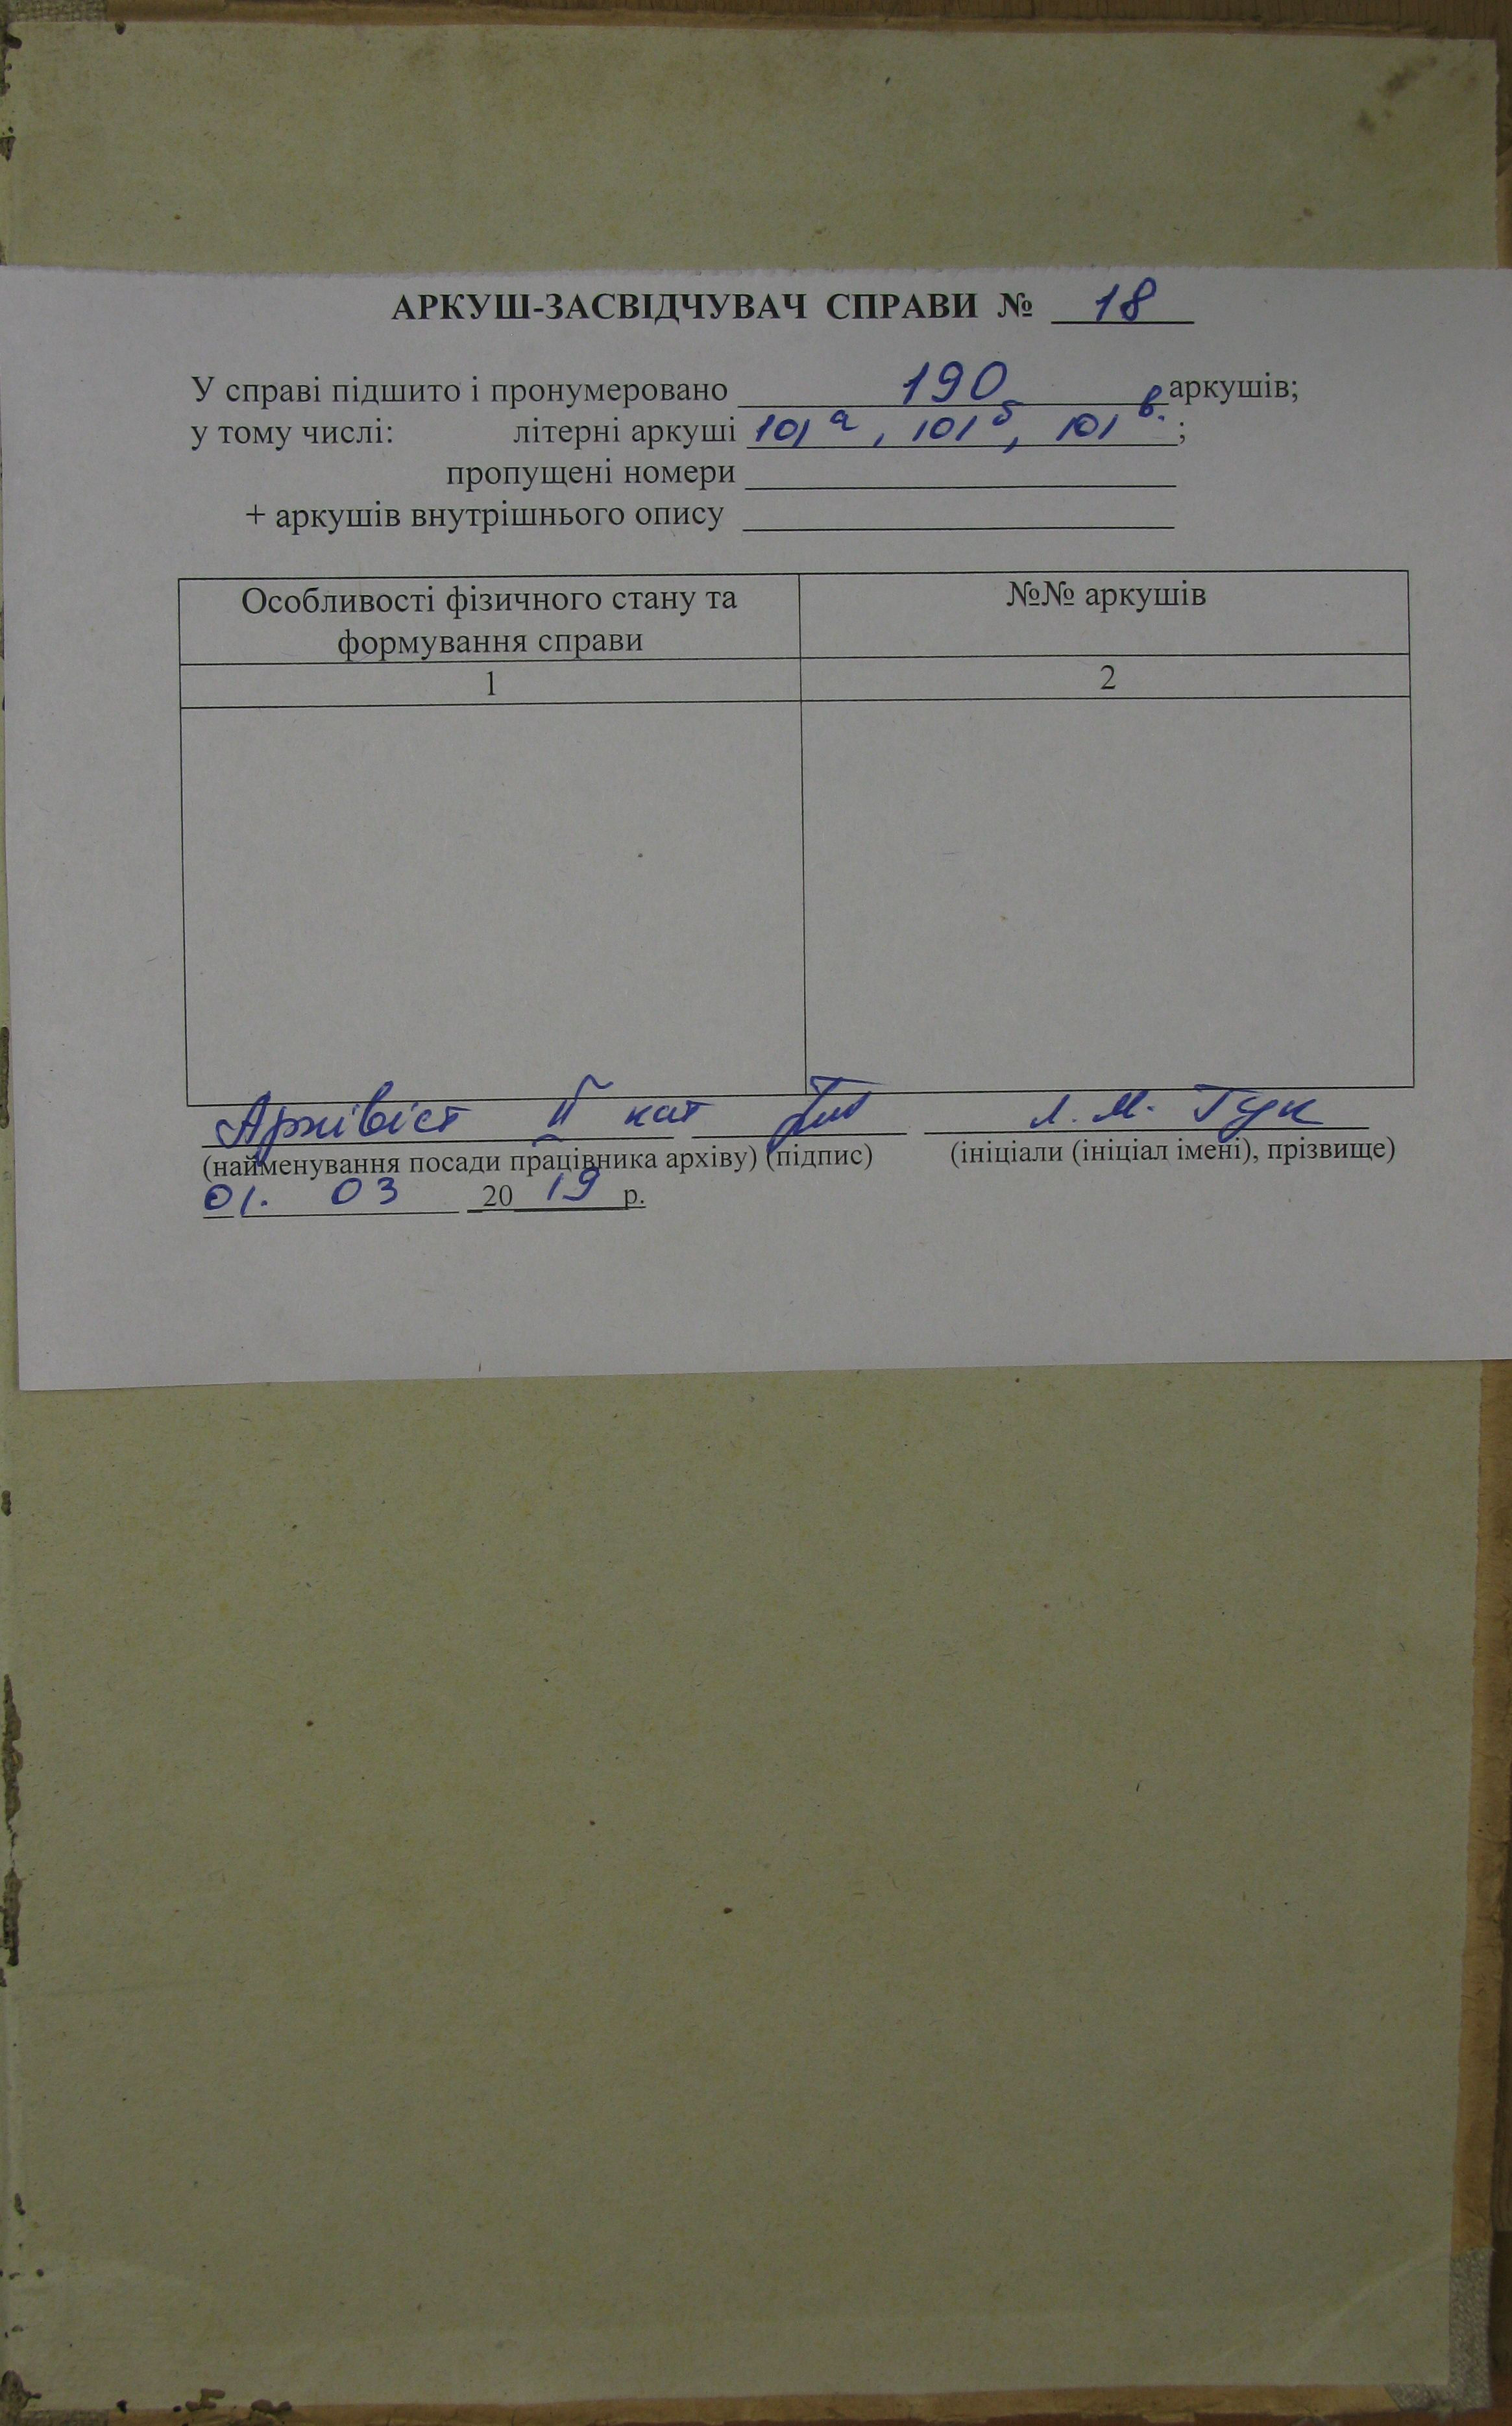 АРКУШ-ЗАСВІДЧУВАЧ СПРАВИ № 18
У справі підшито і пронумеровано 190 аркушів;
у тому числі: літерні аркуші 101а, 101б, 101в.;
пропущені номери
+ аркушів внутрішнього опису
Особливості фізичного стану та №№ аркушів
формування справи
1 2
Архівіст II кат Л. М. Гук
(найменування посади працівника архіву) (підпис) (ініціали (ініціал імені), прізвище)
01. 03 2019 р.